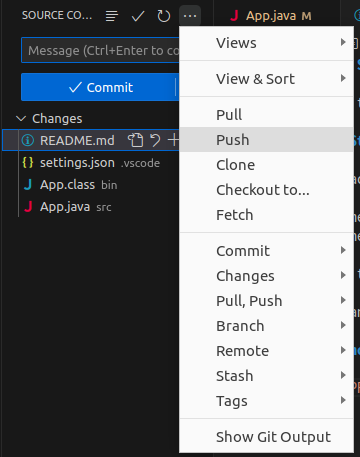 SOURCE CO...
App.java M
Message (Ctrl+Enter to co
Commit
Changes
README.md
settings.json .vscode
App.class bin
App.java src
Views
View & Sort
Pull
Push
Clone
Checkout to...
Fetch
Commit
Changes
Pull, Push
Branch
Remote
Stash
Tags
Show Git Output